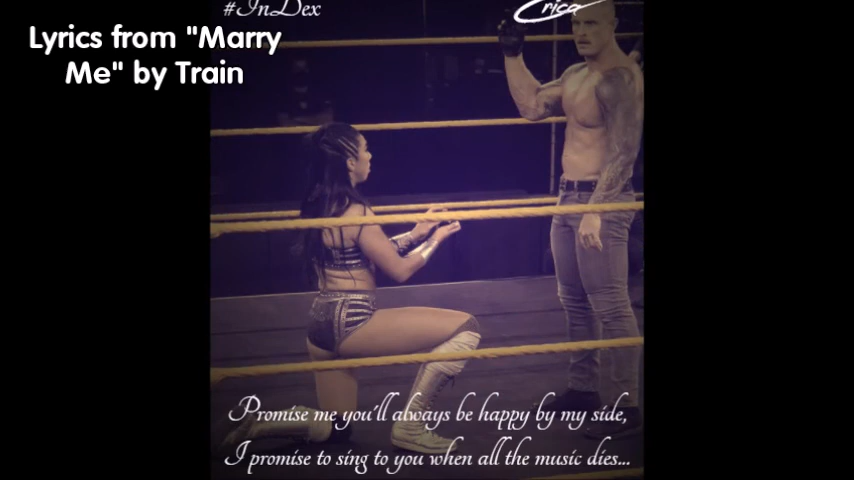 #InDex
Erica
Lyrics from "Marry
Me" by Train
Promise me you'll always be happy by my side,
I promise to sing to you when all the music dies...